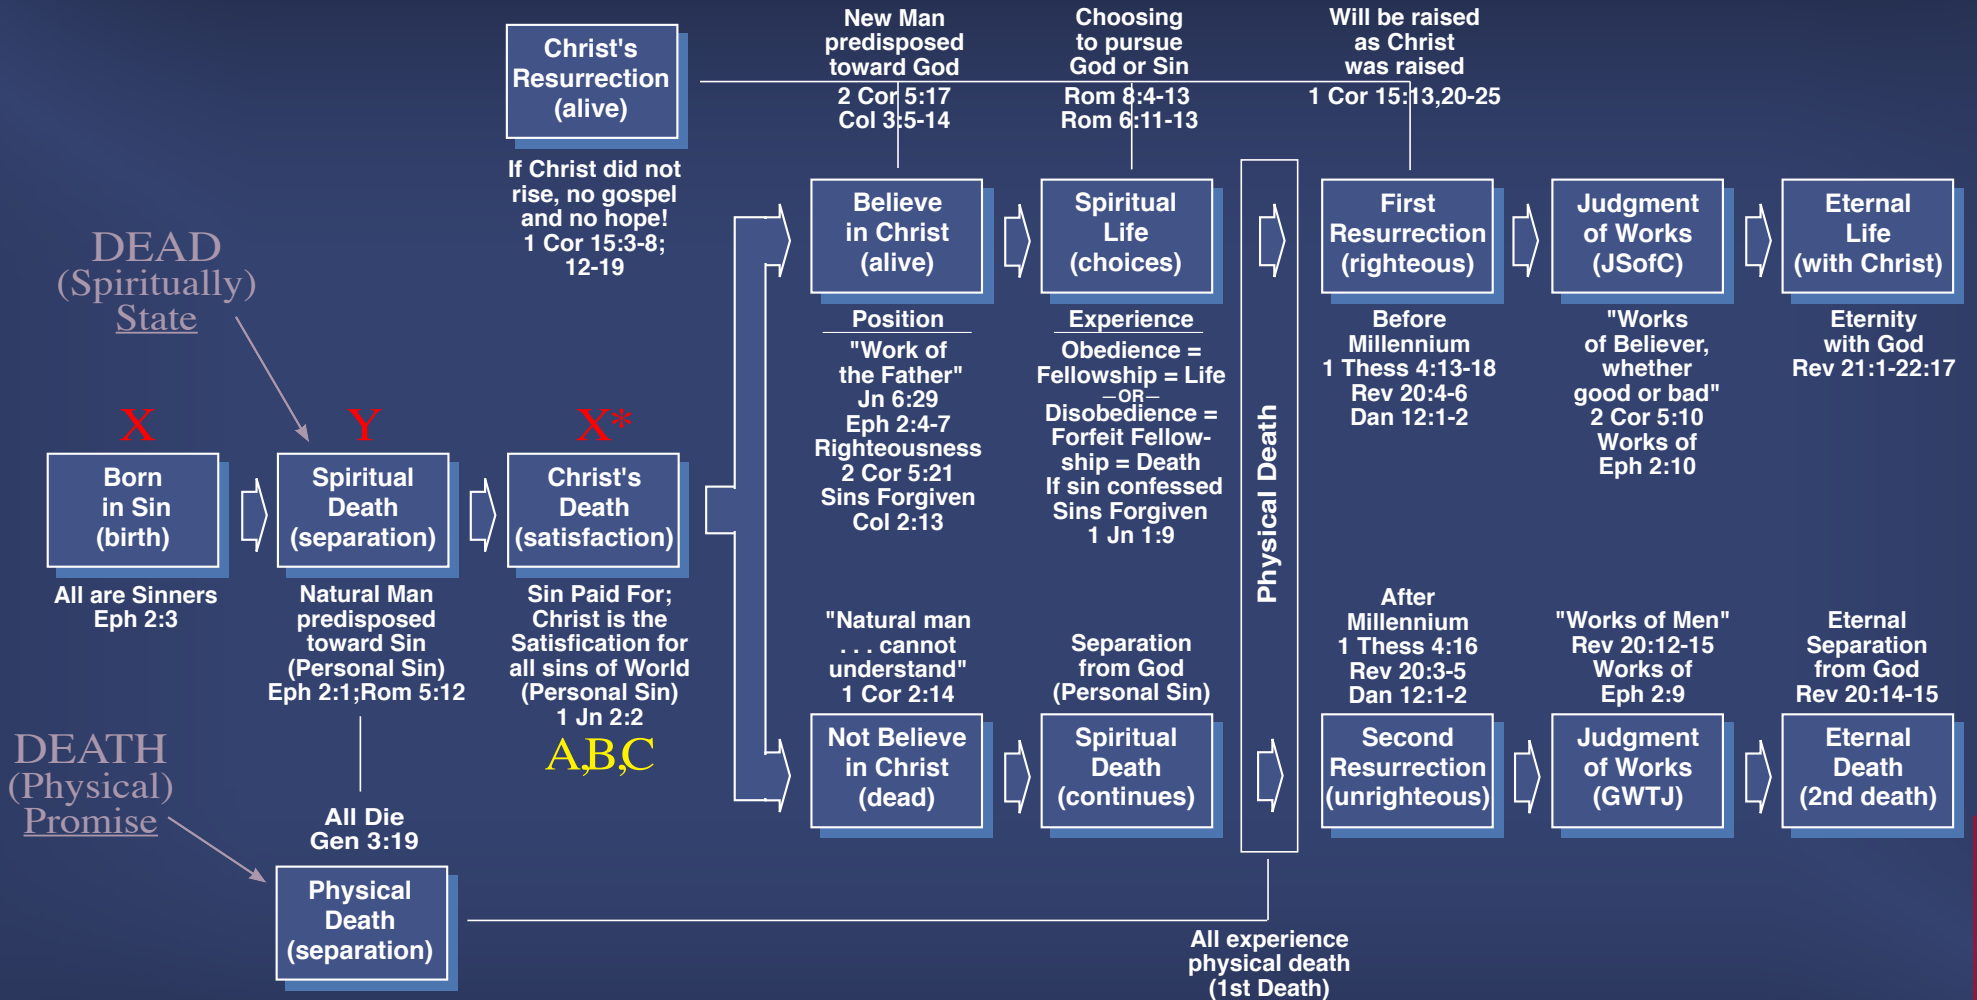 Christ's
Resurrection
(alive)
If Christ did not
rise, no gospel
and no hope!
1 Cor 15:3-8;
12-19
New Man
predisposed
toward God
2 Cor 5:17
Col 3:5-14
Choosing
to pursue
God or Sin
Rom 8:4-13
Rom 6:11-13
Will be raised
as Christ
was raised
1 Cor 15:13,20-25
DEAD
(Spiritually)
State
X
Born
in Sin
(birth)
All are Sinners
Eph 2:3
Y
Spiritual
Death
(separation)
Natural Man
predisposed
toward Sin
(Personal Sin)
Eph 2:1;Rom 5:12
X*
Christ's
Death
(satisfaction)
Sin Paid For;
Christ is the
Satisfication for
all sins of World
(Personal Sin)
1 Jn 2:2
A,B,C
Believe
in Christ
(alive)
Position
"Work of
the Father"
Jn 6:29
Eph 2:4-7
Righteousness
2 Cor 5:21
Sins Forgiven
Col 2:13
Spiritual
Life
(choices)
Experience
Obedience =
Fellowship = Life
—OR—
Disobedience =
Forfeit Fellow-
ship = Death
If sin confessed
Sins Forgiven
1 Jn 1:9
Physical Death
First
Resurrection
(righteous)
Before
Millennium
1 Thess 4:13-18
Rev 20:4-6
Dan 12:1-2
Judgment
of Works
(JSofC)
"Works
of Believer,
whether
good or bad"
2 Cor 5:10
Works of
Eph 2:10
Eternal
Life
(with Christ)
Eternity
with God
Rev 21:1-22:17
"Natural man
. . . cannot
understand"
1 Cor 2:14
Not Believe
in Christ
(dead)
Separation
from God
(Personal Sin)
Spiritual
Death
(continues)
After
Millennium
1 Thess 4:16
Rev 20:3-5
Dan 12:1-2
Second
Resurrection
(unrighteous)
"Works of Men"
Rev 20:12-15
Works of
Eph 2:9
Judgment
of Works
(GWTJ)
Eternal
Separation
from God
Rev 20:14-15
Eternal
Death
(2nd death)
DEATH
(Physical)
Promise
All Die
Gen 3:19
Physical
Death
(separation)
All experience
physical death
(1st Death)